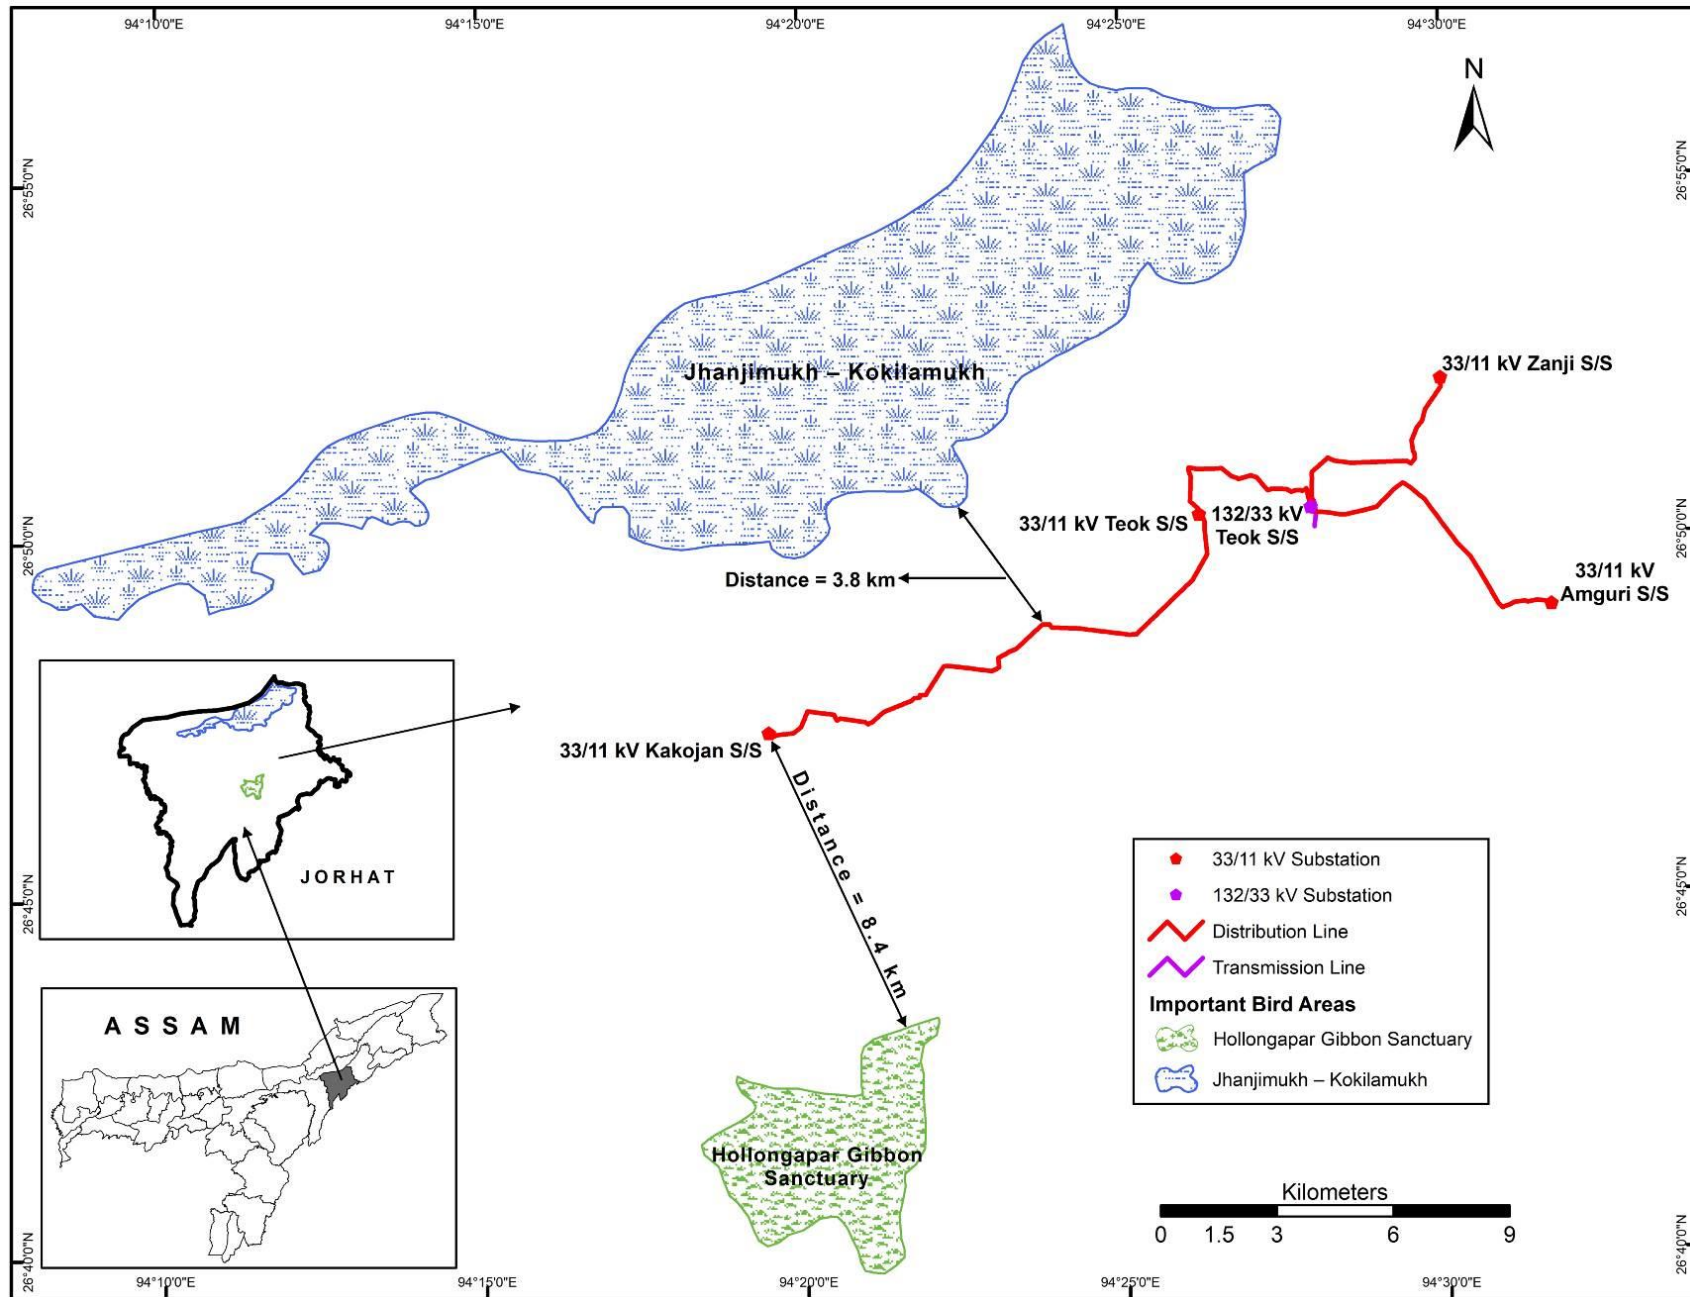 94°10'0"E
94°15'0"E
94°20'0"E
94°25'0"E
94°30'0"E
N
26°55'0"N
26°55'0"N
Jhanjimukh – Kokilamukh
33/11 kV Zanji S/S
33/11 kV Teok S/S
132/33 kV
Teok S/S
26°50'0"N
26°50'0"N
Distance = 3.8 km
33/11 kV
Amguri S/S
33/11 kV Kakojan S/S
Distance = 8.4 km
JORHAT
26°45'0"N
26°45'0"N
33/11 kV Substation
132/33 kV Substation
Distribution Line
Transmission Line
Important Bird Areas
Hollongapar Gibbon Sanctuary
Jhanjimukh – Kokilamukh
ASSAM
Hollongapar Gibbon
Sanctuary
Kilometers
0 1.5 3 6 9
26°40'0"N
26°40'0"N
94°10'0"E
94°15'0"E
94°20'0"E
94°25'0"E
94°30'0"E